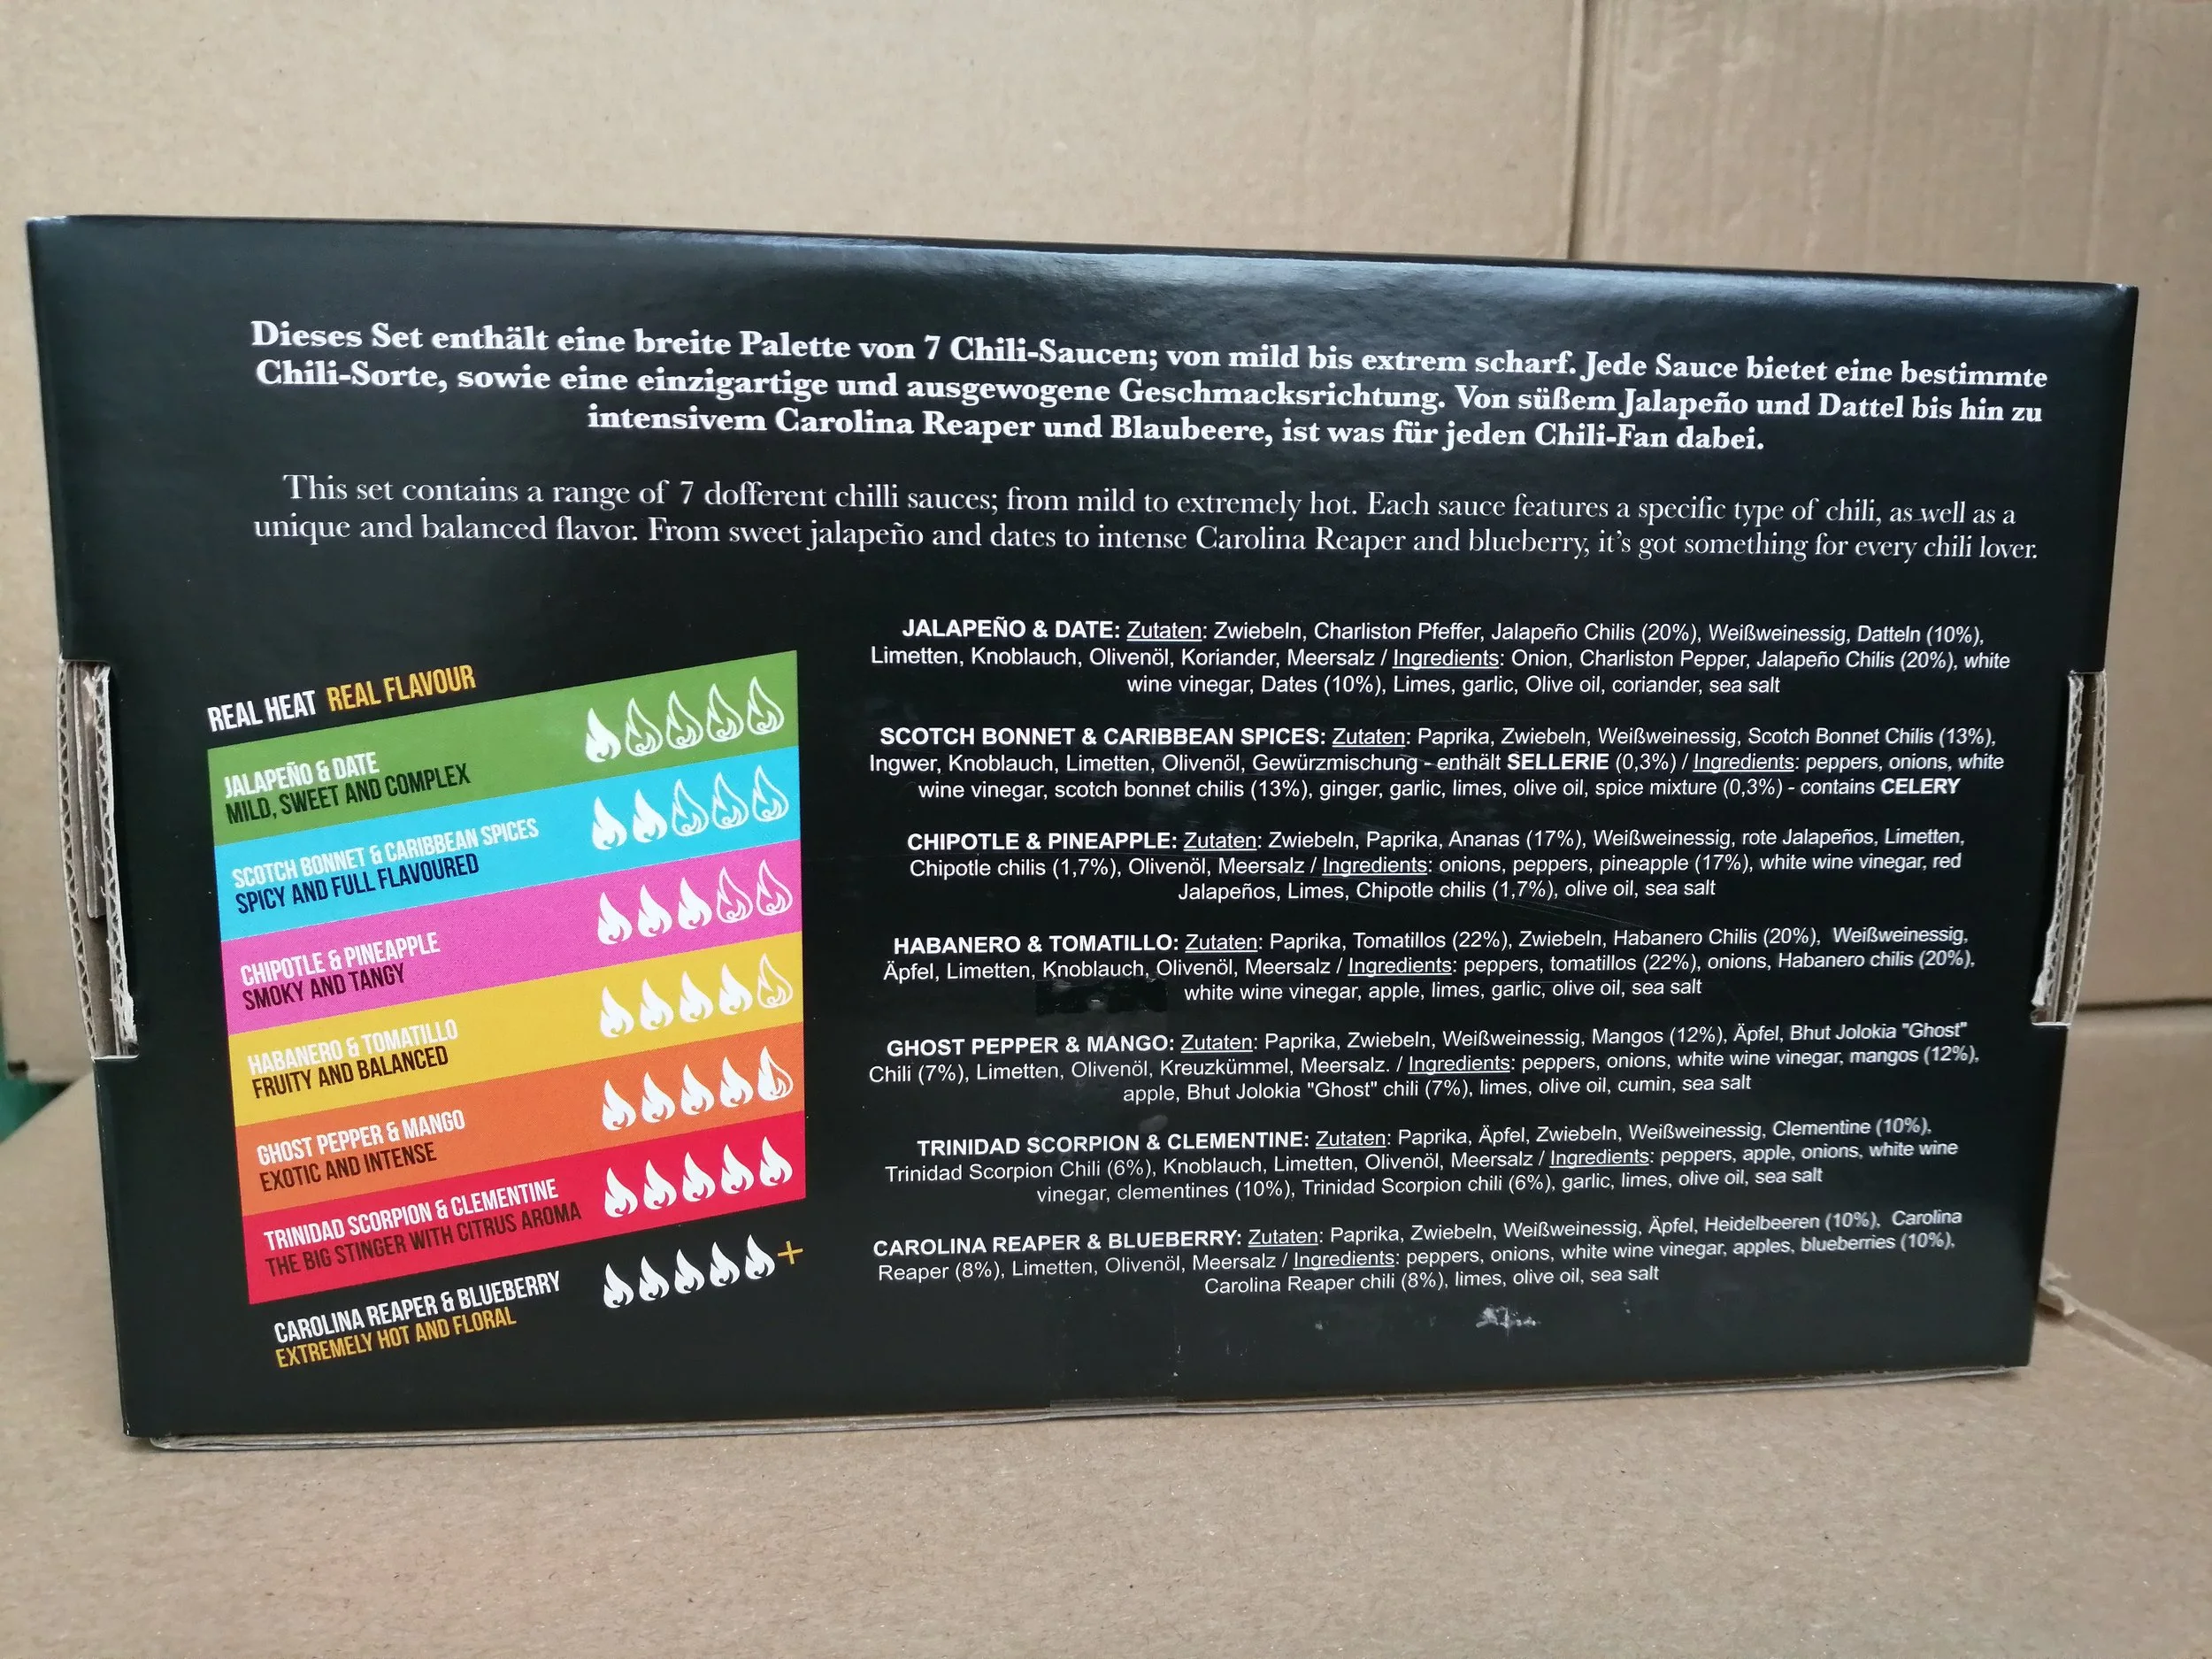 Dieses Set enthält eine breite Palette von 7 Chili-Saucen; von mild bis extrem scharf. Jede Sauce bietet eine bestimmte
Chili-Sorte, sowie eine einzigartige und ausgewogene Geschmacksrichtung. Von süßem Jalapeño und Dattel bis hin zu
intensivem Carolina Reaper und Blaubeere, ist was für jeden Chili-Fan dabei.
This set contains a range of 7 dofferent chilli sauces; from mild to extremely hot. Each sauce features a specific type of chili, as well as a
unique and balanced flavor. From sweet jalapeño and dates to intense Carolina Reaper and blueberry, it's got something for every chili lover.
REAL HEAT REAL FLAVOUR
JALAPEÑO & DATE
MILD, SWEET AND COMPLEX
SCOTCH BONNET & CARIBBEAN SPICES
SPICY AND FULL FLAVOURED
CHIPOTLE & PINEAPPLE
SMOKY AND TANGY
HABANERO & TOMATILLO
FRUITY AND BALANCED
GHOST PEPPER & MANGO
EXOTIC AND INTENSE
TRINIDAD SCORPION & CLEMENTINE
THE BIG STINGER WITH CITRUS AROMA
CAROLINA REAPER & BLUEBERRY +
EXTREMELY HOT AND FLORAL
JALAPEÑO & DATE: Zutaten: Zwiebeln, Charliston Pfeffer, Jalapeño Chilis (20%), Weißweinessig, Datteln (10%),
Limetten, Knoblauch, Olivenöl, Koriander, Meersalz / Ingredients: Onion, Charliston Pepper, Jalapeño Chilis (20%), white
wine vinegar, Dates (10%), Limes, garlic, Olive oil, coriander, sea salt
SCOTCH BONNET & CARIBBEAN SPICES: Zutaten: Paprika, Zwiebeln, Weißweinessig, Scotch Bonnet Chilis (13%),
Ingwer, Knoblauch, Limetten, Olivenöl, Gewürzmischung - enthält SELLERIE (0,3%) / Ingredients: peppers, onions, white
wine vinegar, scotch bonnet chilis (13%), ginger, garlic, limes, olive oil, spice mixture (0,3%) - contains CELERY
CHIPOTLE & PINEAPPLE: Zutaten: Zwiebeln, Paprika, Ananas (17%), Weißweinessig, rote Jalapeños, Limetten,
Chipotle chilis (1,7%), Olivenöl, Meersalz / Ingredients: onions, peppers, pineapple (17%), white wine vinegar, red
Jalapeños, Limes, Chipotle chilis (1,7%), olive oil, sea salt
HABANERO & TOMATILLO: Zutaten: Paprika, Tomatillos (22%), Zwiebeln, Habanero Chilis (20%), Weißweinessig,
Äpfel, Limetten, Knoblauch, Olivenöl, Meersalz / Ingredients: peppers, tomatillos (22%), onions, Habanero chilis (20%),
white wine vinegar, apple, limes, garlic, olive oil, sea salt
GHOST PEPPER & MANGO: Zutaten: Paprika, Zwiebeln, Weißweinessig, Mangos (12%), Äpfel, Bhut Jolokia "Ghost"
Chili (7%), Limetten, Olivenöl, Kreuzkümmel, Meersalz. / Ingredients: peppers, onions, white wine vinegar, mangos (12%),
apple, Bhut Jolokia "Ghost" chili (7%), limes, olive oil, cumin, sea salt
TRINIDAD SCORPION & CLEMENTINE: Zutaten: Paprika, Äpfel, Zwiebeln, Weißweinessig, Clementine (10%),
Trinidad Scorpion Chili (6%), Knoblauch, Limetten, Olivenöl, Meersalz / Ingredients: peppers, apple, onions, white wine
vinegar, clementines (10%), Trinidad Scorpion chili (6%), garlic, limes, olive oil, sea salt
CAROLINA REAPER & BLUEBERRY: Zutaten: Paprika, Zwiebeln, Weißweinessig, Äpfel, Heidelbeeren (10%), Carolina
Reaper (8%), Limetten, Olivenöl, Meersalz / Ingredients: peppers, onions, white wine vinegar, apples, blueberries (10%),
Carolina Reaper chili (8%), limes, olive oil, sea salt